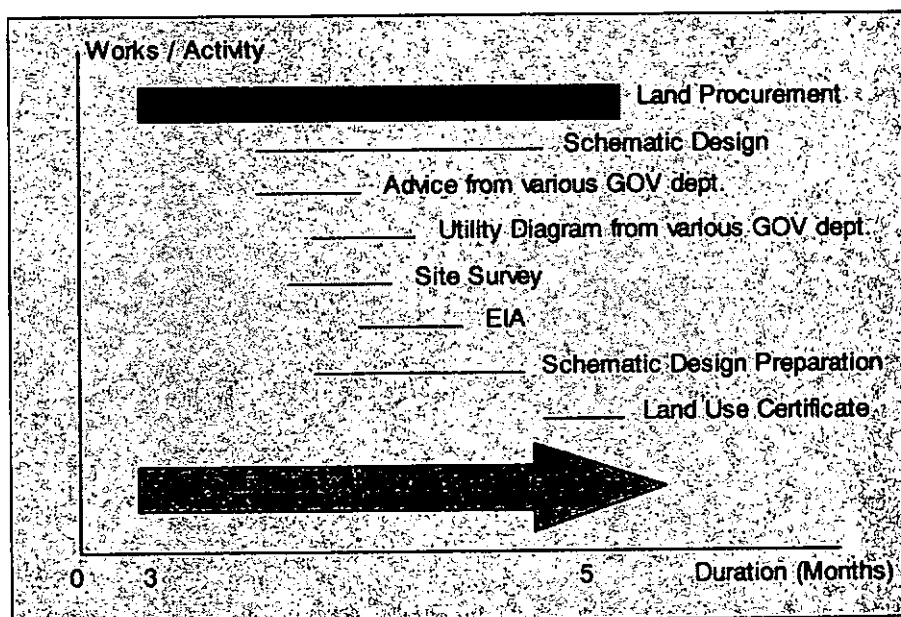 Works / Activity
Land Procurement
Schematic Design
Advice from various GOV dept.
Utility Diagram from various GOV dept.
Site Survey
EIA
Schematic Design Preparation
Land Use Certificate
0 3 5 Duration (Months)